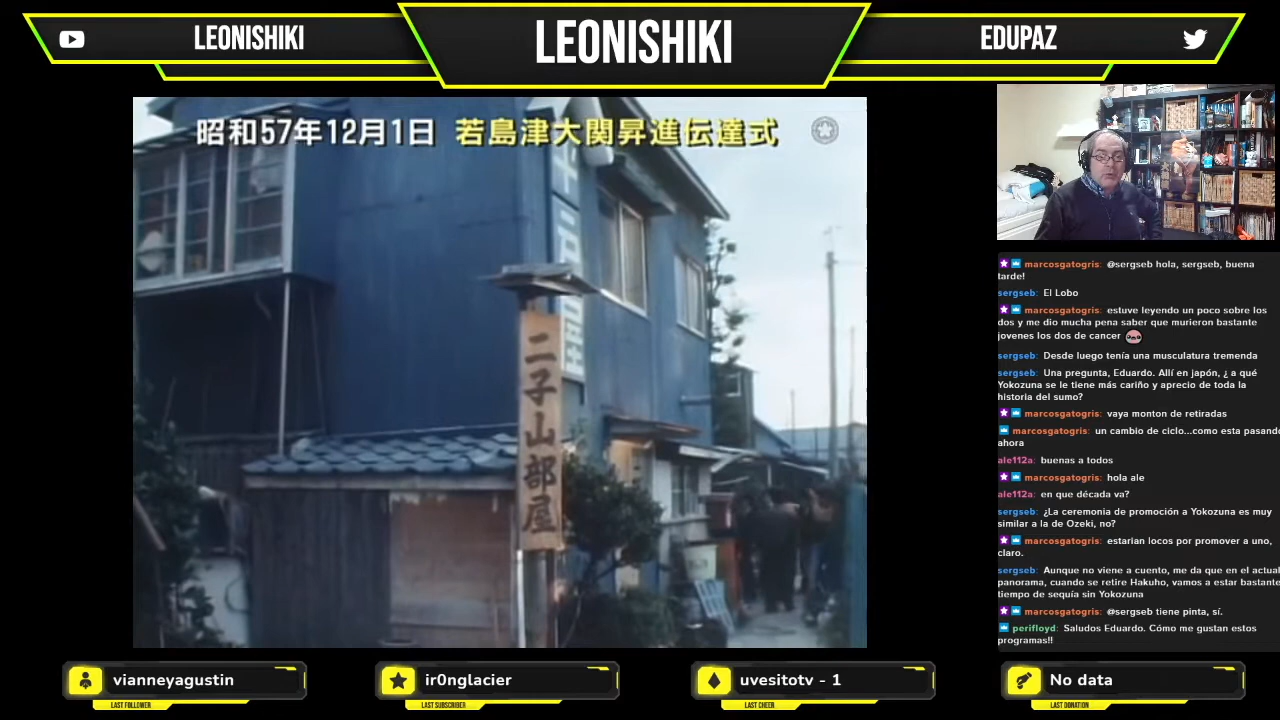 LEONISHIKI
LEONISHIKI
EDUPAZ
昭和57年12月1日 若島津大関昇進伝達式
二子山部屋
marcosgatogris: @sergseb hola, sergseb, buena
tarde!
sergseb: El Lobo
marcosgatogris: estuve leyendo un poco sobre los
dos y me dio mucha pena saber que murieron bastante
jovenes los dos de cancer
sergseb: Desde luego tenía una musculatura tremenda
sergseb: Una pregunta, Eduardo. Allí en japón, ¿ a qué
Yokozuna se le tiene más cariño y aprecio de toda la
historia del sumo?
marcosgatogris: vaya monton de retiradas
marcosgatogris: un cambio de ciclo...como esta pasando
ahora
ale112a: buenas a todos
marcosgatogris: hola ale
ale112a: en que década va?
sergseb: ¿La ceremonia de promoción a Yokozuna es muy
similar a la de Ozeki, no?
marcosgatogris: estarian locos por promover a uno,
claro.
sergseb: Aunque no viene a cuento, me da que en el actual
panorama, cuando se retire Hakuho, vamos a estar bastante
tiempo de sequía sin Yokozuna
marcosgatogris: @sergseb tiene pinta, sí.
perifloyd: Saludos Eduardo. Cómo me gustan estos
programas!!
vianneyagustin
LAST FOLLOWER
ir0nglacier
LAST SUBSCRIBER
uvesitotv - 1
LAST CHEER
No data
LAST DONATION